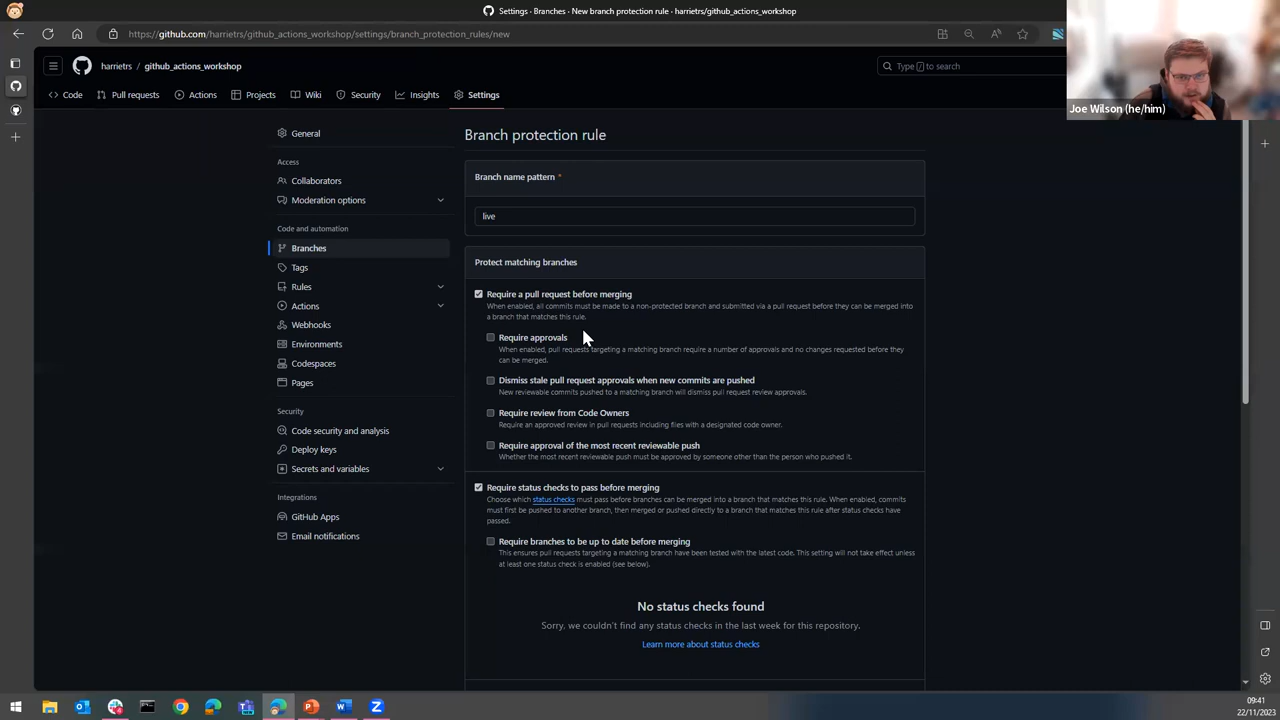 Settings - Branches - New branch protection rule - harrietrs/github_actions_workshop
https://github.com/harrietrs/github_actions_workshop/settings/branch_protection_rules/new
harrietrs / github_actions_workshop
Type / to search
Code
Pull requests
Actions
Projects
Wiki
Security
Insights
Settings
Joe Wilson (he/him)
General
Access
Collaborators
Moderation options
Code and automation
Branches
Tags
Rules
Actions
Webhooks
Environments
Codespaces
Pages
Security
Code security and analysis
Deploy keys
Secrets and variables
Integrations
GitHub Apps
Email notifications
Branch protection rule
Branch name pattern *
live
Protect matching branches
Require a pull request before merging
When enabled, all commits must be made to a non-protected branch and submitted via a pull request before they can be merged into
a branch that matches this rule.
Require approvals
When enabled, pull requests targeting a matching branch require a number of approvals and no changes requested before they
can be merged.
Dismiss stale pull request approvals when new commits are pushed
New reviewable commits pushed to a matching branch will dismiss pull request review approvals.
Require review from Code Owners
Require an approved review in pull requests including files with a designated code owner.
Require approval of the most recent reviewable push
Whether the most recent reviewable push must be approved by someone other than the person who pushed it.
Require status checks to pass before merging
Choose which status checks must pass before branches can be merged into a branch that matches this rule. When enabled, commits
must first be pushed to another branch, then merged or pushed directly to a branch that matches this rule after status checks have
passed.
Require branches to be up to date before merging
This ensures pull requests targeting a matching branch have been tested with the latest code. This setting will not take effect unless
at least one status check is enabled (see below).
No status checks found
Sorry, we couldn't find any status checks in the last week for this repository.
Learn more about status checks
09:41
22/11/2023